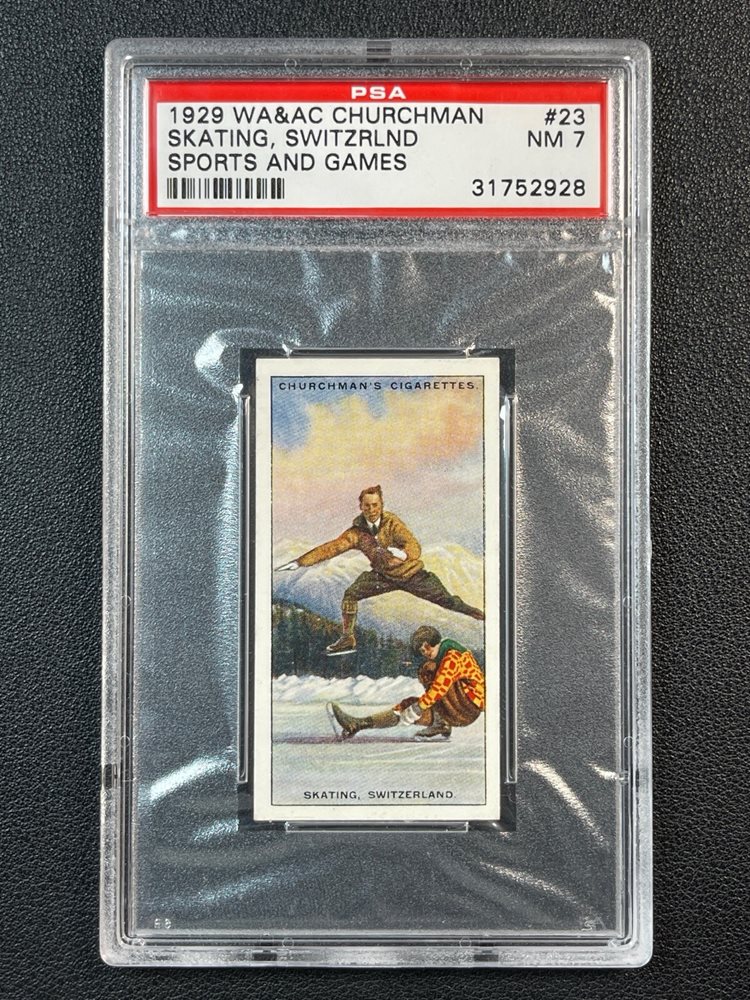 PSA
1929 WA&AC CHURCHMAN #23
SKATING, SWITZRLND NM 7
SPORTS AND GAMES
31752928
CHURCHMAN'S CIGARETTES.
SKATING, SWITZERLAND.